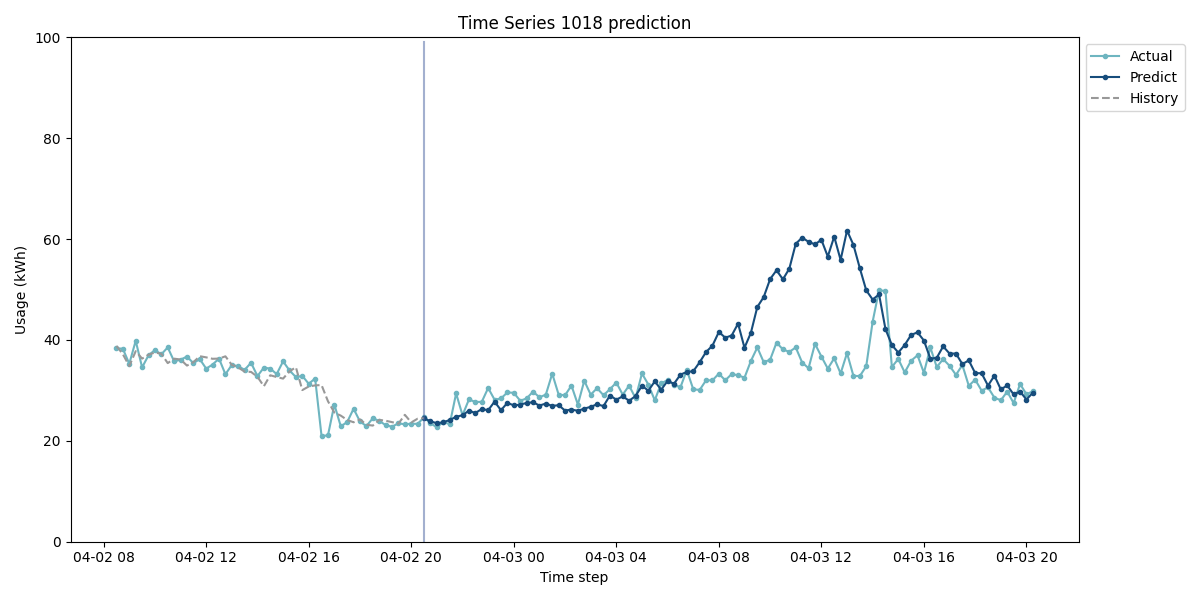 Time Series 1018 prediction
100
80
60
40
20
0
Usage (kWh)
04-02 08
04-02 12
04-02 16
04-02 20
04-03 00
04-03 04
04-03 08
04-03 12
04-03 16
04-03 20
Time step
Actual
Predict
History